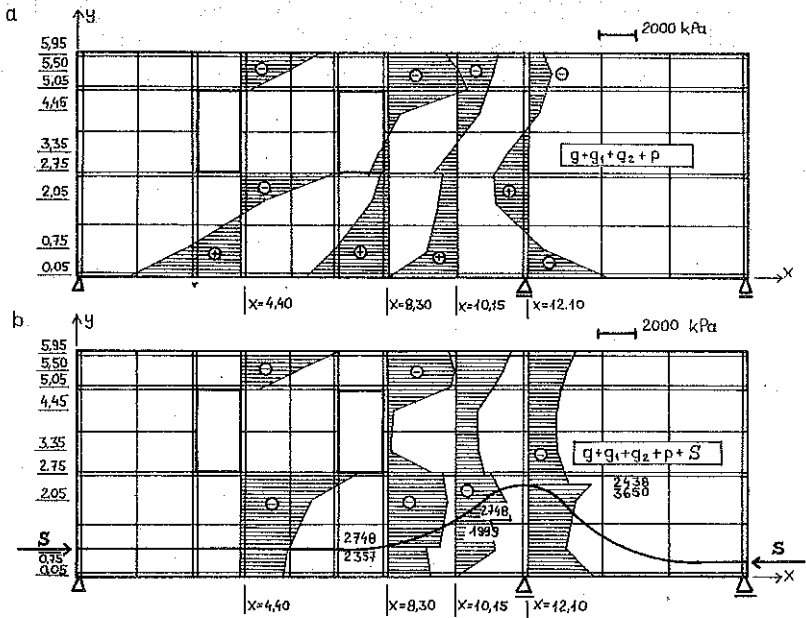 a
y
2000 kPa
5,95
5,50
5,05
4,45
3,35
2,75
2,05
0,75
0,05
g+g₁+g₂+p
x
x=4,40
x=8,30
x=10,15
x=12,10
b
y
2000 kPa
5,95
5,50
5,05
4,45
3,35
2,75
2,05
0,75
0,05
g+g₁+g₂+p+S
2438
3650
2748
1999
2748
2357
S
S
x
x=4,40
x=8,30
x=10,15
x=12,10